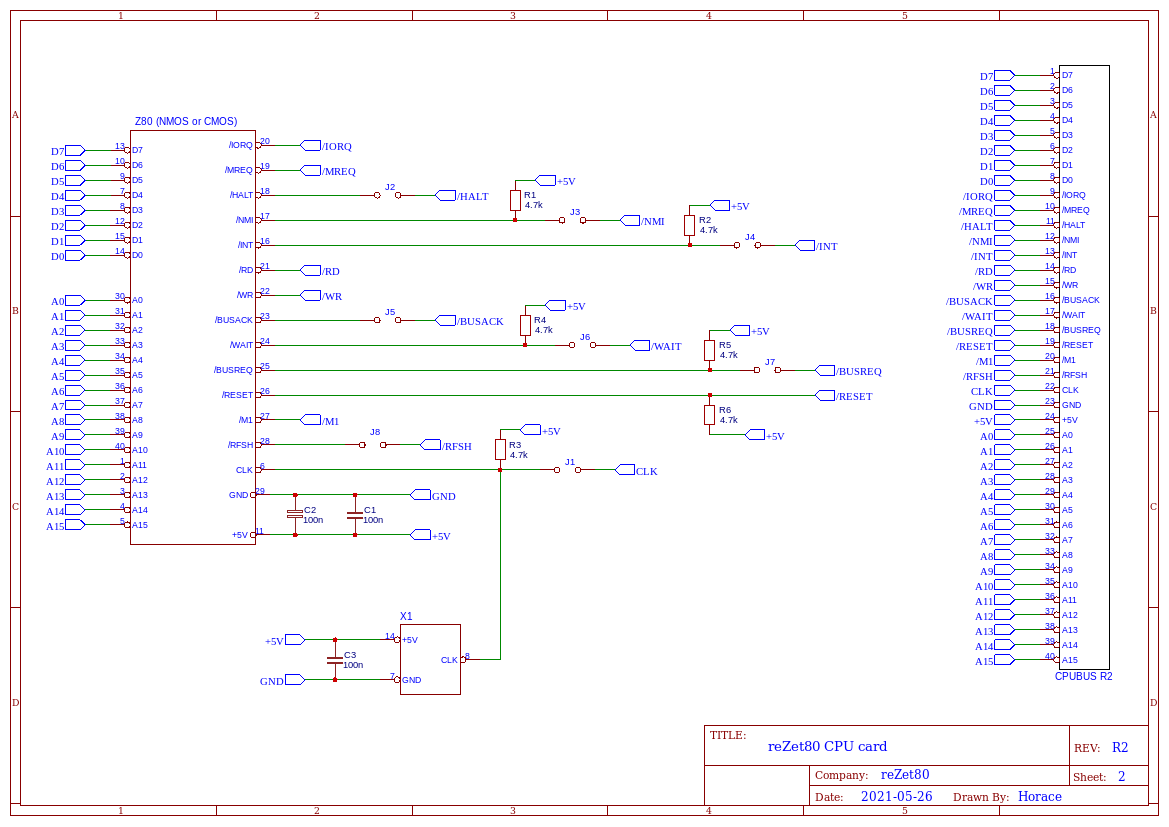 1 2 3 4 5
A
B
C
D
Z80 (NMOS or CMOS)
D7 13 D7
D6 10 D6
D5 9 D5
D4 7 D4
D3 8 D3
D2 12 D2
D1 15 D1
D0 14 D0
A0 30 A0
A1 31 A1
A2 32 A2
A3 33 A3
A4 34 A4
A5 35 A5
A6 36 A6
A7 37 A7
A8 38 A8
A9 39 A9
A10 40 A10
A11 1 A11
A12 2 A12
A13 3 A13
A14 4 A14
A15 5 A15
/IORQ 20 /IORQ
/MREQ 19 /MREQ
/HALT 18 J2 /HALT
+5V
R1
4.7k
/NMI 17 J3 /NMI
+5V
R2
4.7k
/INT 16 J4 /INT
/RD 21 /RD
/WR 22 /WR
/BUSACK 23 J5 /BUSACK
+5V
R4
4.7k
/WAIT 24 J6 /WAIT
+5V
R5
4.7k
/BUSREQ 25 J7 /BUSREQ
/RESET 26 /RESET
R6
4.7k
+5V
/M1 27 /M1
/RFSH 28 J8 /RFSH
+5V
R3
4.7k
CLK 6 J1 CLK
GND 29 GND
C2
100n
C1
100n
+5V 11 +5V
X1
+5V 14 +5V
C3
100n
CLK 8
GND 7 GND
D7 1 D7
D6 2 D6
D5 3 D5
D4 4 D4
D3 5 D3
D2 6 D2
D1 7 D1
D0 8 D0
/IORQ 9 /IORQ
/MREQ 10 /MREQ
/HALT 11 /HALT
/NMI 12 /NMI
/INT 13 /INT
/RD 14 /RD
/WR 15 /WR
/BUSACK 16 /BUSACK
/WAIT 17 /WAIT
/BUSREQ 18 /BUSREQ
/RESET 19 /RESET
/M1 20 /M1
/RFSH 21 /RFSH
CLK 22 CLK
GND 23 GND
+5V 24 +5V
A0 25 A0
A1 26 A1
A2 27 A2
A3 28 A3
A4 29 A4
A5 30 A5
A6 31 A6
A7 32 A7
A8 33 A8
A9 34 A9
A10 35 A10
A11 36 A11
A12 37 A12
A13 38 A13
A14 39 A14
A15 40 A15
CPUBUS R2
A
B
C
D
TITLE:
reZet80 CPU card
REV: R2
Company: reZet80
Sheet: 2
Date: 2021-05-26 Drawn By: Horace
1 2 3 4 5